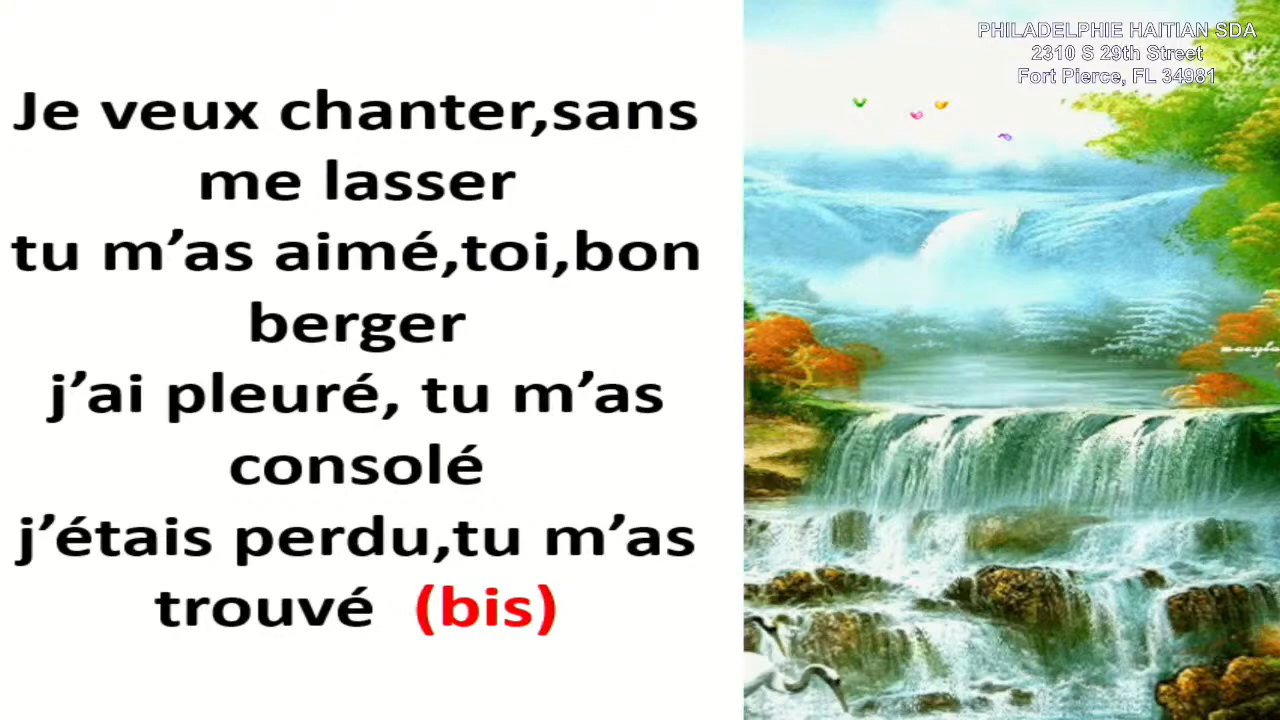 Je veux chanter,sans
me lasser
tu m’as aimé,toi,bon
berger
j’ai pleuré, tu m’as
consolé
j’étais perdu,tu m’as
trouvé (bis)
PHILADELPHIE HAITIAN SDA
2310 S 29th Street
Fort Pierce, FL 34981